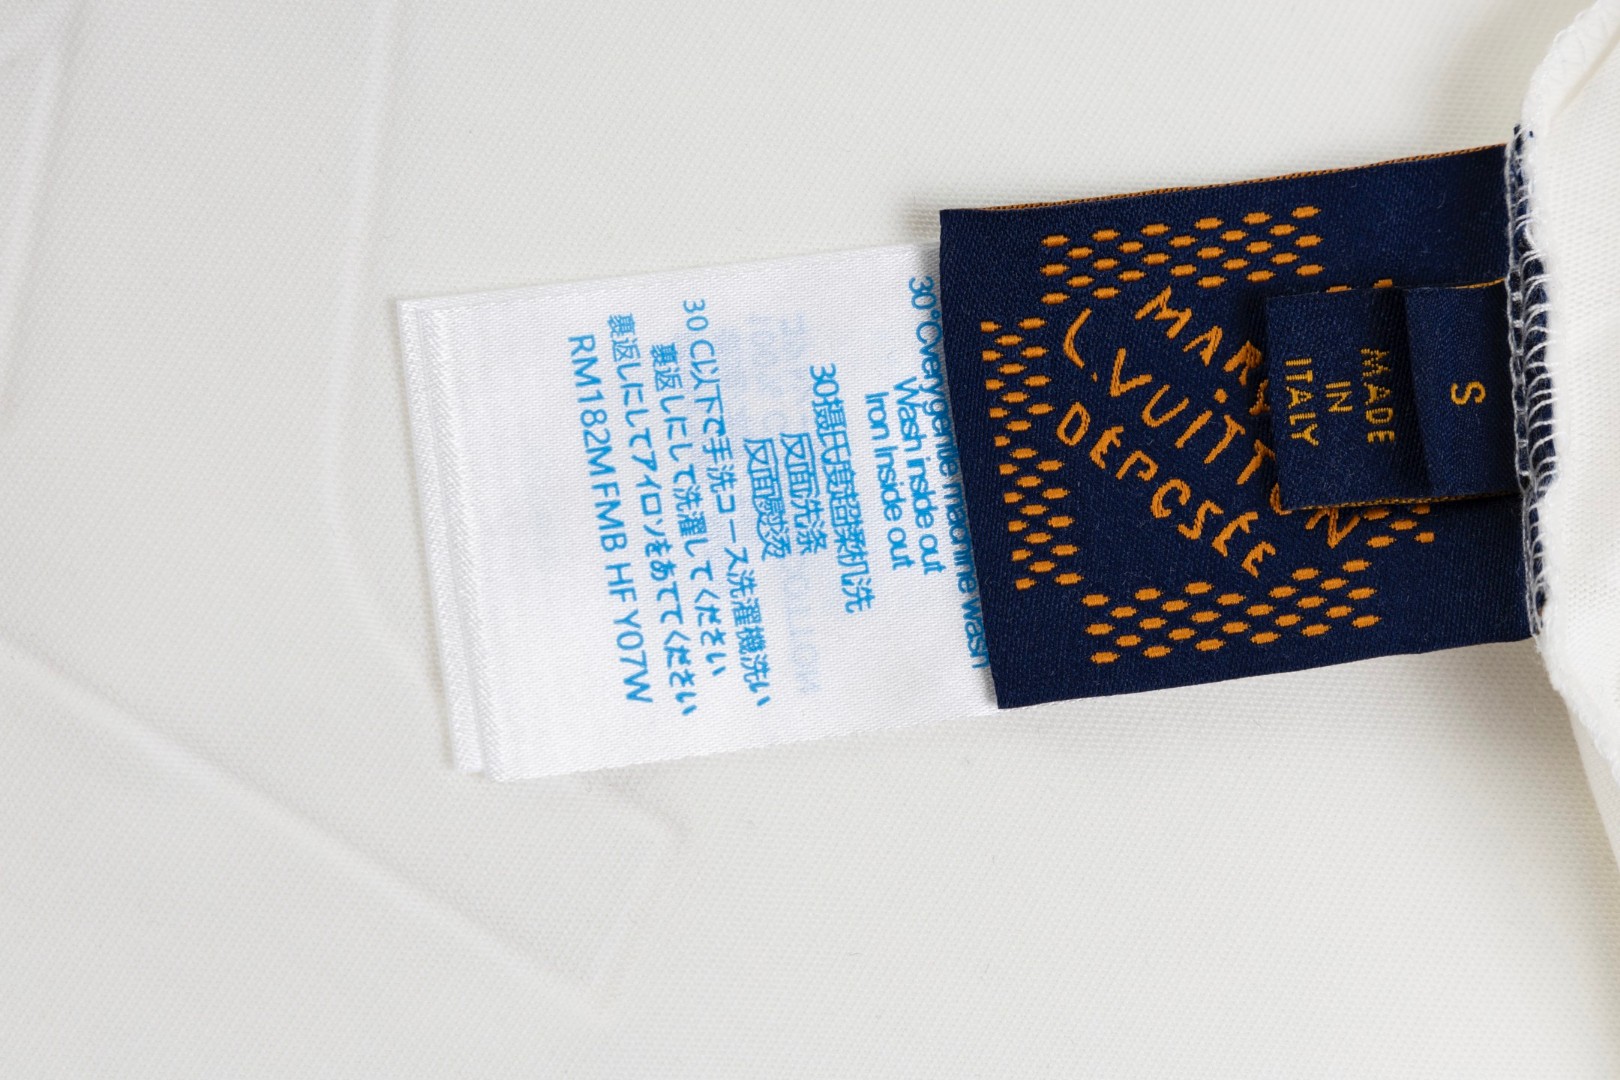 S
MADE
IN
ITALY
MAR
L.VUITTON
DÉPCSÉE
30°C very gentle machine wash
Wash inside out
Iron Inside out
30摄氏度超柔机洗
反面洗涤
反面熨烫
30 C以下で手洗コース洗濯機洗い
裏返しにして洗濯してください
裏返しにしてアイロンをあててください
RM182M FMB HF Y07W